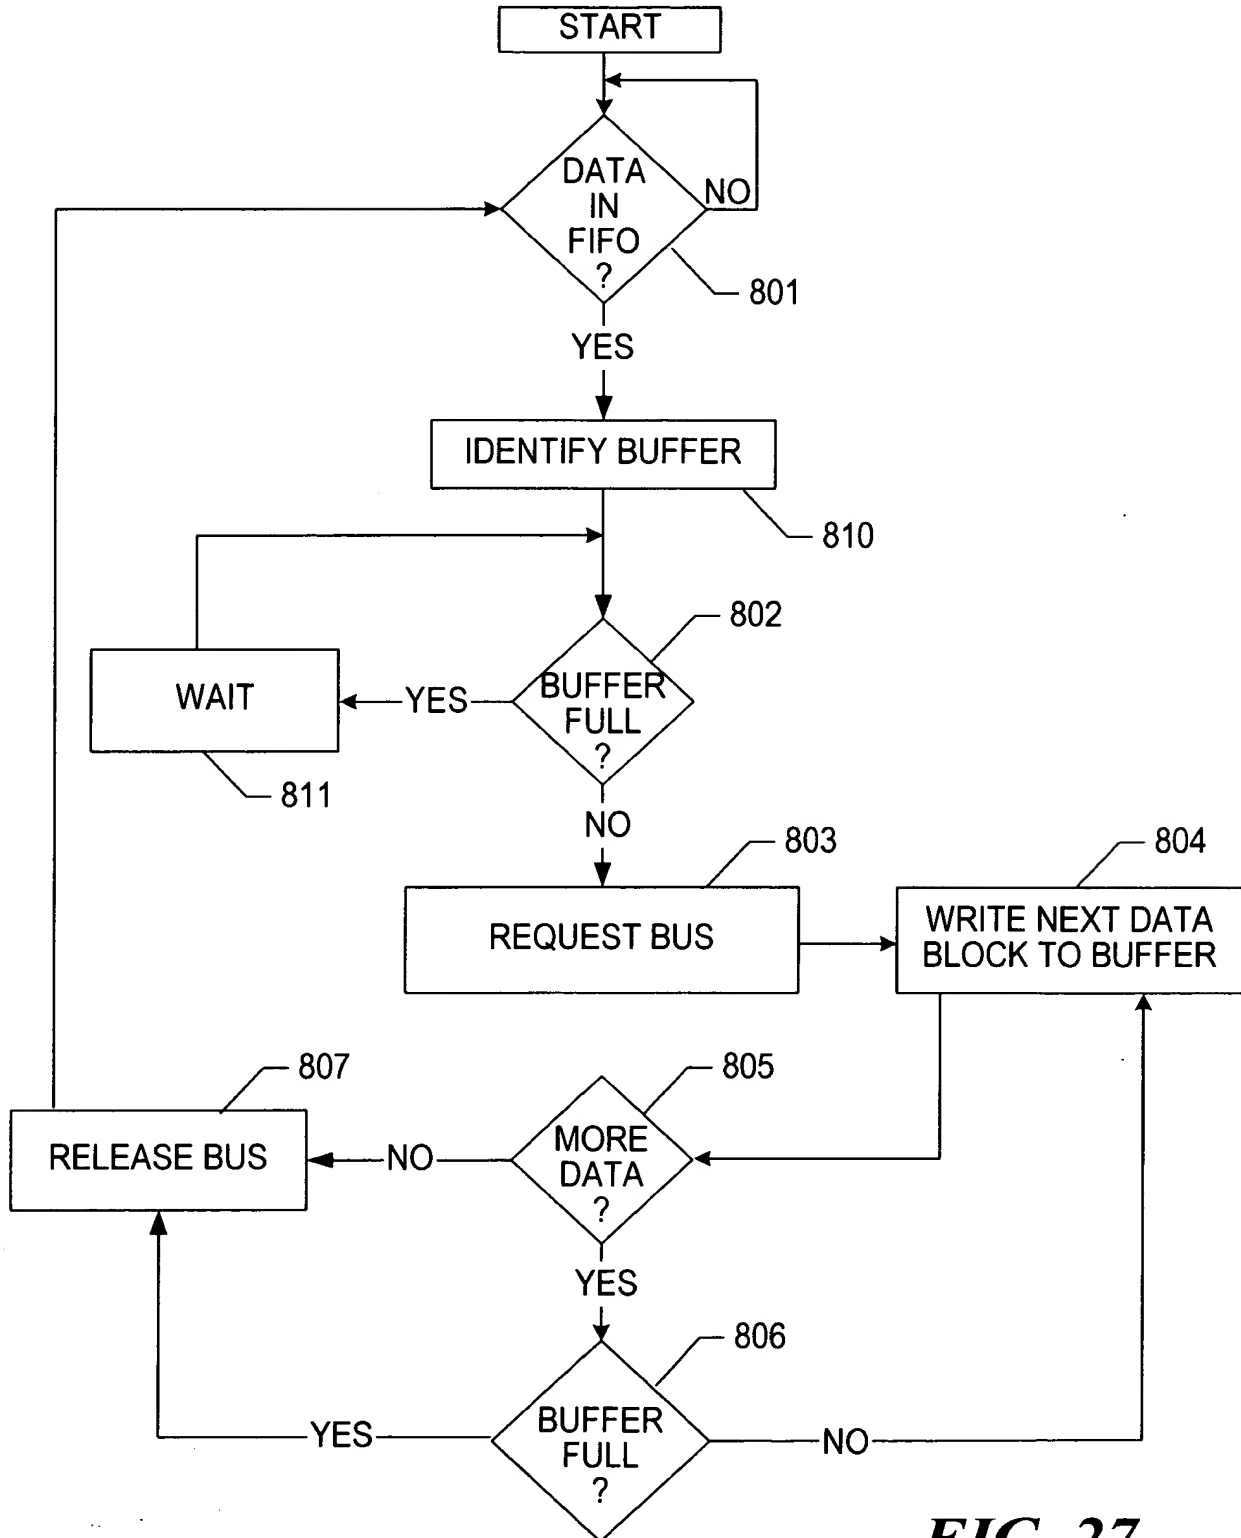 START
DATA
IN
FIFO
?
NO
801
YES
IDENTIFY BUFFER
810
802
BUFFER
FULL
?
YES
WAIT
811
NO
803
804
REQUEST BUS
WRITE NEXT DATA
BLOCK TO BUFFER
807
805
MORE
DATA
?
NO
RELEASE BUS
YES
806
BUFFER
FULL
?
YES
NO
FIG. 27